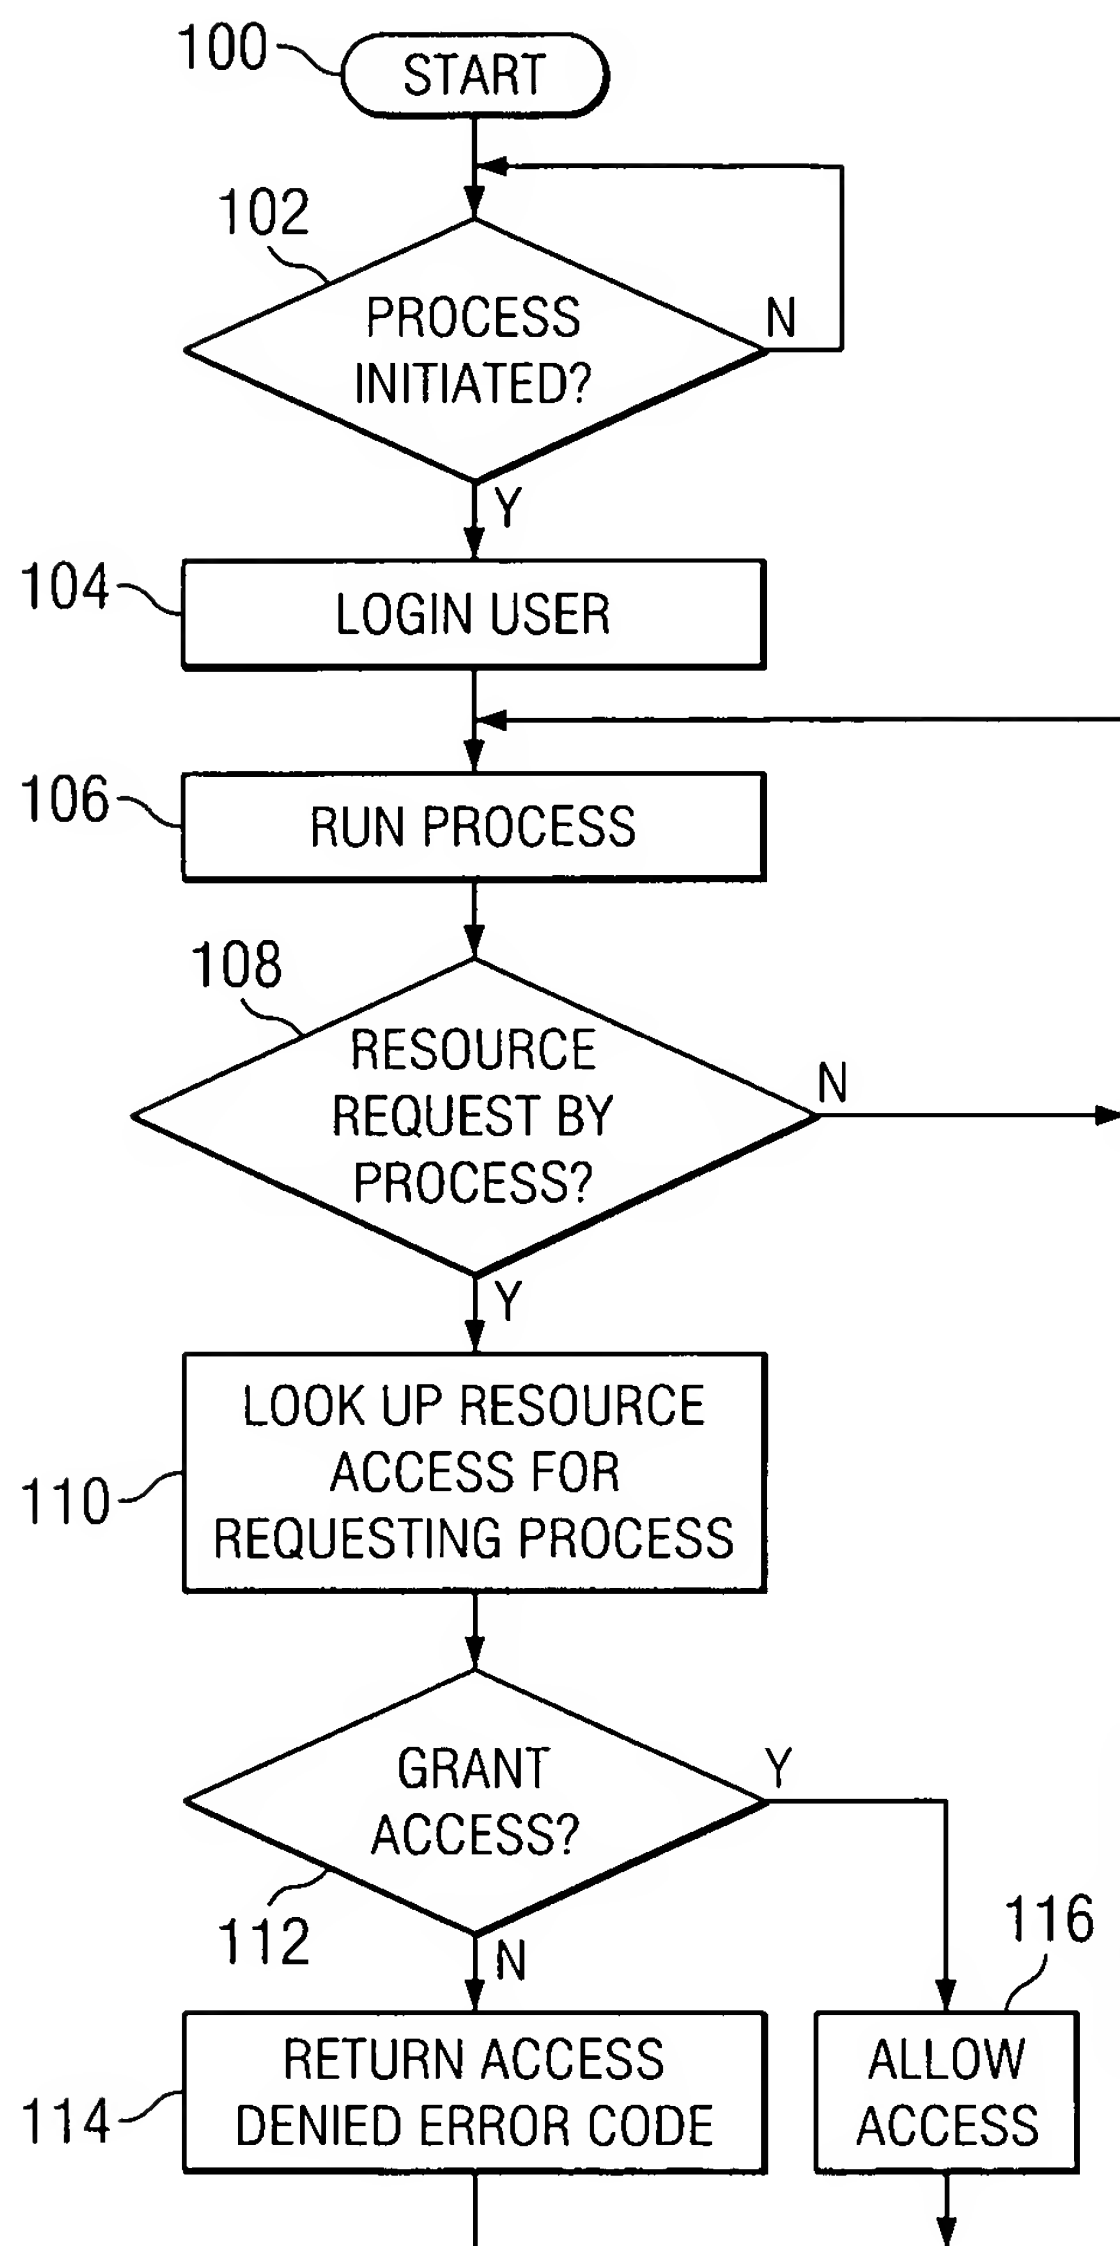 100
START
102
PROCESS
INITIATED?
N
Y
104
LOGIN USER
106
RUN PROCESS
108
RESOURCE
REQUEST BY
PROCESS?
N
Y
110
LOOK UP RESOURCE
ACCESS FOR
REQUESTING PROCESS
GRANT
ACCESS?
Y
112
N
116
114
RETURN ACCESS
DENIED ERROR CODE
ALLOW
ACCESS